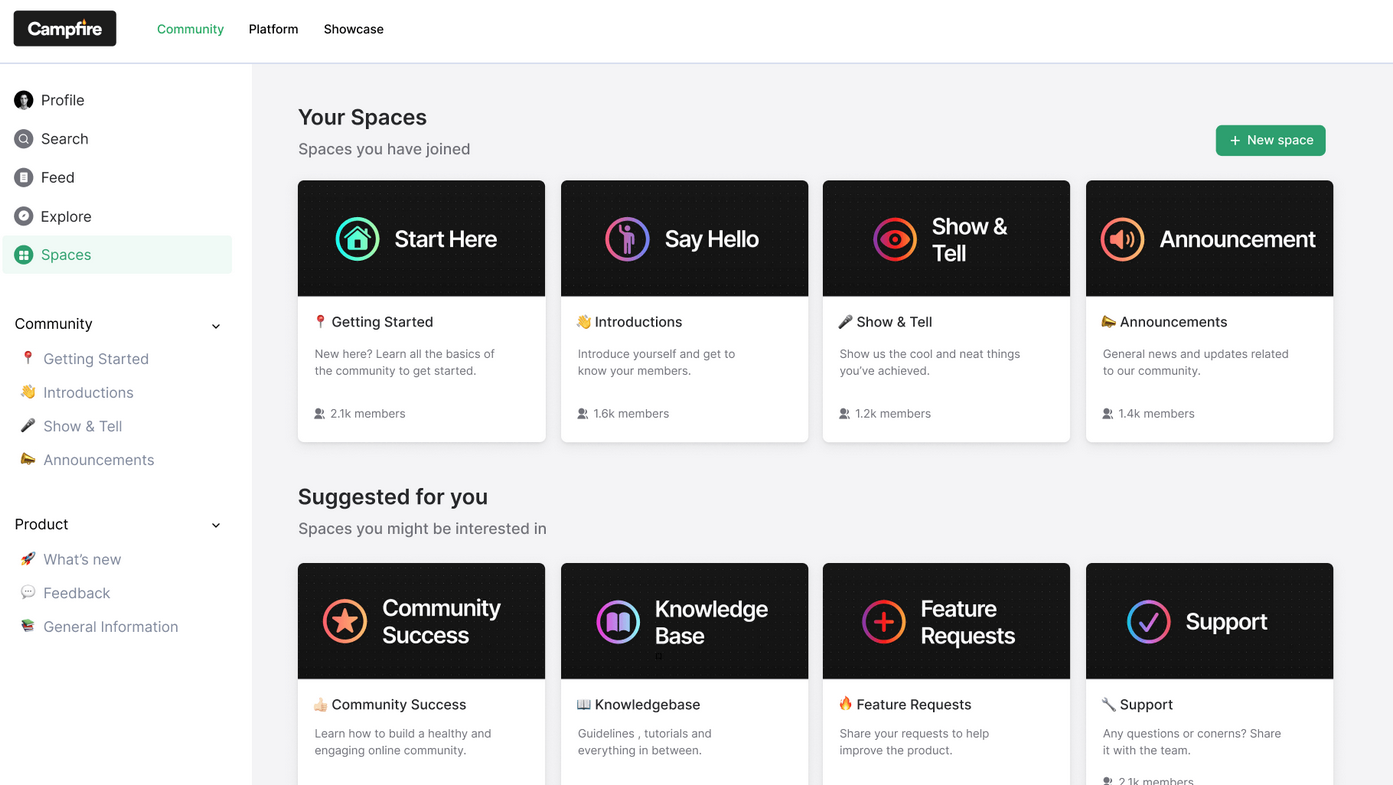 Campfire
Community
Platform
Showcase
Profile
Search
Feed
Explore
Spaces
Community
Getting Started
Introductions
Show & Tell
Announcements
Product
What's new
Feedback
General Information
Your Spaces
Spaces you have joined
+ New space
Start Here
Say Hello
Show &
Tell
Announcement
Getting Started
New here? Learn all the basics of
the community to get started.
2.1k members
Introductions
Introduce yourself and get to
know your members.
1.6k members
Show & Tell
Show us the cool and neat things
you've achieved.
1.2k members
Announcements
General news and updates related
to our community.
1.4k members
Suggested for you
Spaces you might be interested in
Community
Success
Knowledge
Base
Feature
Requests
Support
Community Success
Learn how to build a healthy and
engaging online community.
Knowledgebase
Guidelines , tutorials and
everything in between.
Feature Requests
Share your requests to help
improve the product.
Support
Any questions or conerns? Share
it with the team.
2.1k members